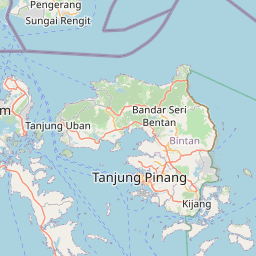 Pengerang
Sungai Rengit
m
Tanjung Uban
Bandar Seri
Bentan
Bintan
Tanjung Pinang
Kijang